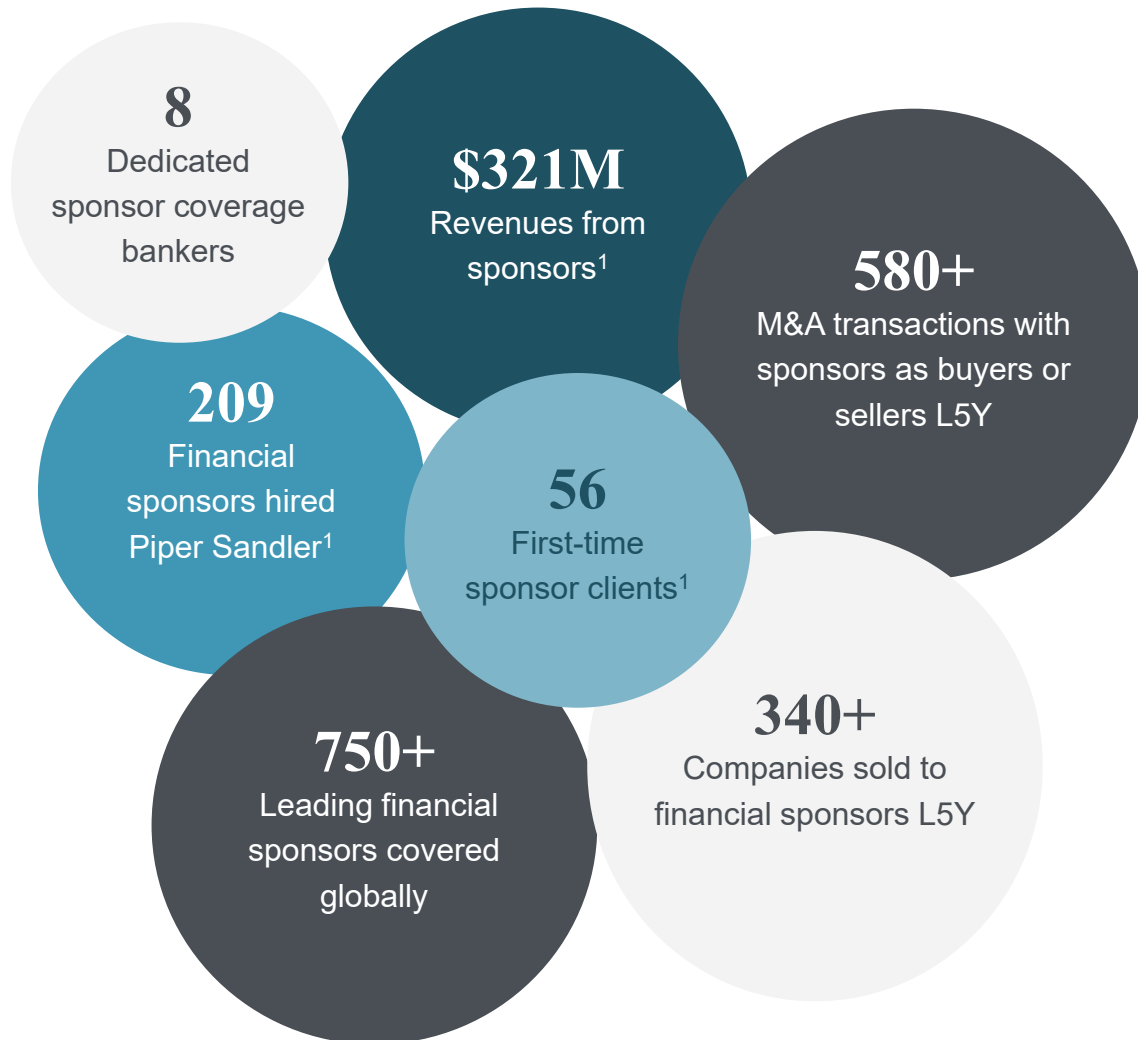 8
Dedicated
sponsor coverage
bankers
$321M
Revenues from
sponsors¹
580+
M&A transactions with
sponsors as buyers or
sellers L5Y
209
Financial
sponsors hired
Piper Sandler¹
56
First-time
sponsor clients¹
750+
Leading financial
sponsors covered
globally
340+
Companies sold to
financial sponsors L5Y